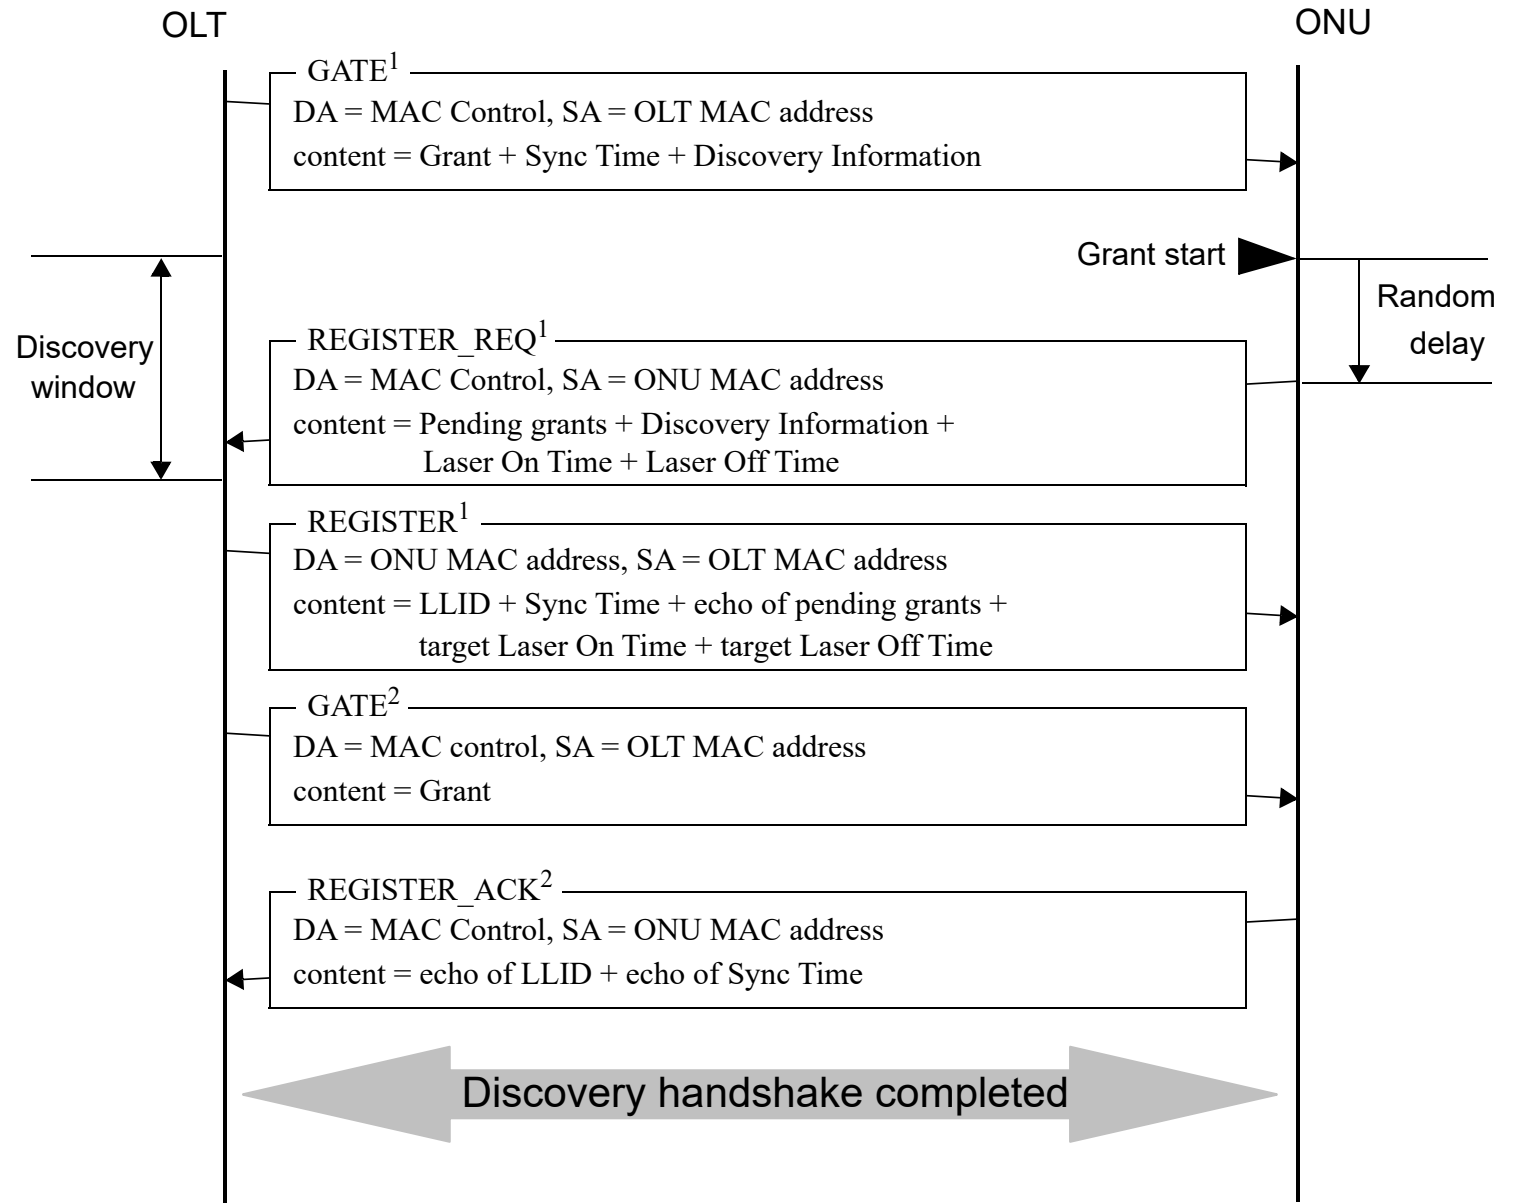 OLT
ONU
GATE¹
DA = MAC Control, SA = OLT MAC address
content = Grant + Sync Time + Discovery Information
Grant start
Random
delay
Discovery
window
REGISTER_REQ¹
DA = MAC Control, SA = ONU MAC address
content = Pending grants + Discovery Information +
Laser On Time + Laser Off Time
REGISTER¹
DA = ONU MAC address, SA = OLT MAC address
content = LLID + Sync Time + echo of pending grants +
target Laser On Time + target Laser Off Time
GATE²
DA = MAC control, SA = OLT MAC address
content = Grant
REGISTER_ACK²
DA = MAC Control, SA = ONU MAC address
content = echo of LLID + echo of Sync Time
Discovery handshake completed